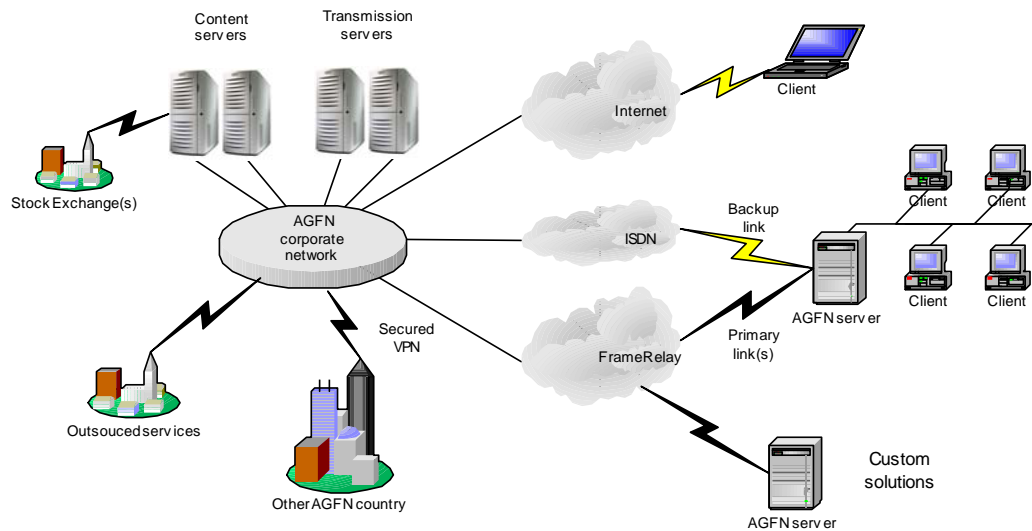 Content
servers
Transmission
servers
Client
Internet
Stock Exchange(s)
AGFN
corporate
network
Client
Client
Backup
link
ISDN
Client
Client
AGFN server
Secured
VPN
Primary
link(s)
FrameRelay
Outsouced services
Other AGFN country
Custom
solutions
AGFN server